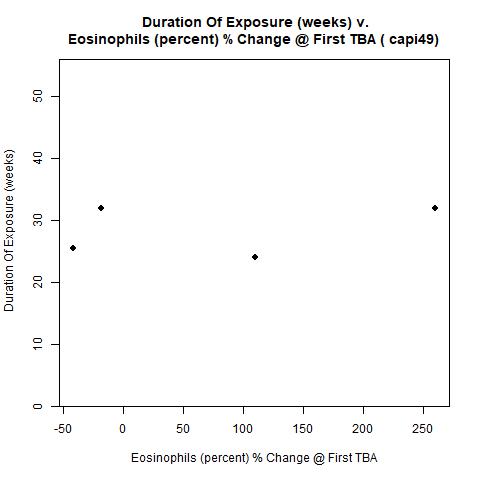 Duration Of Exposure (weeks) v.
Eosinophils (percent) % Change @ First TBA ( capi49)
Duration Of Exposure (weeks)
50
40
30
20
10
0
-50 0 50 100 150 200 250
Eosinophils (percent) % Change @ First TBA